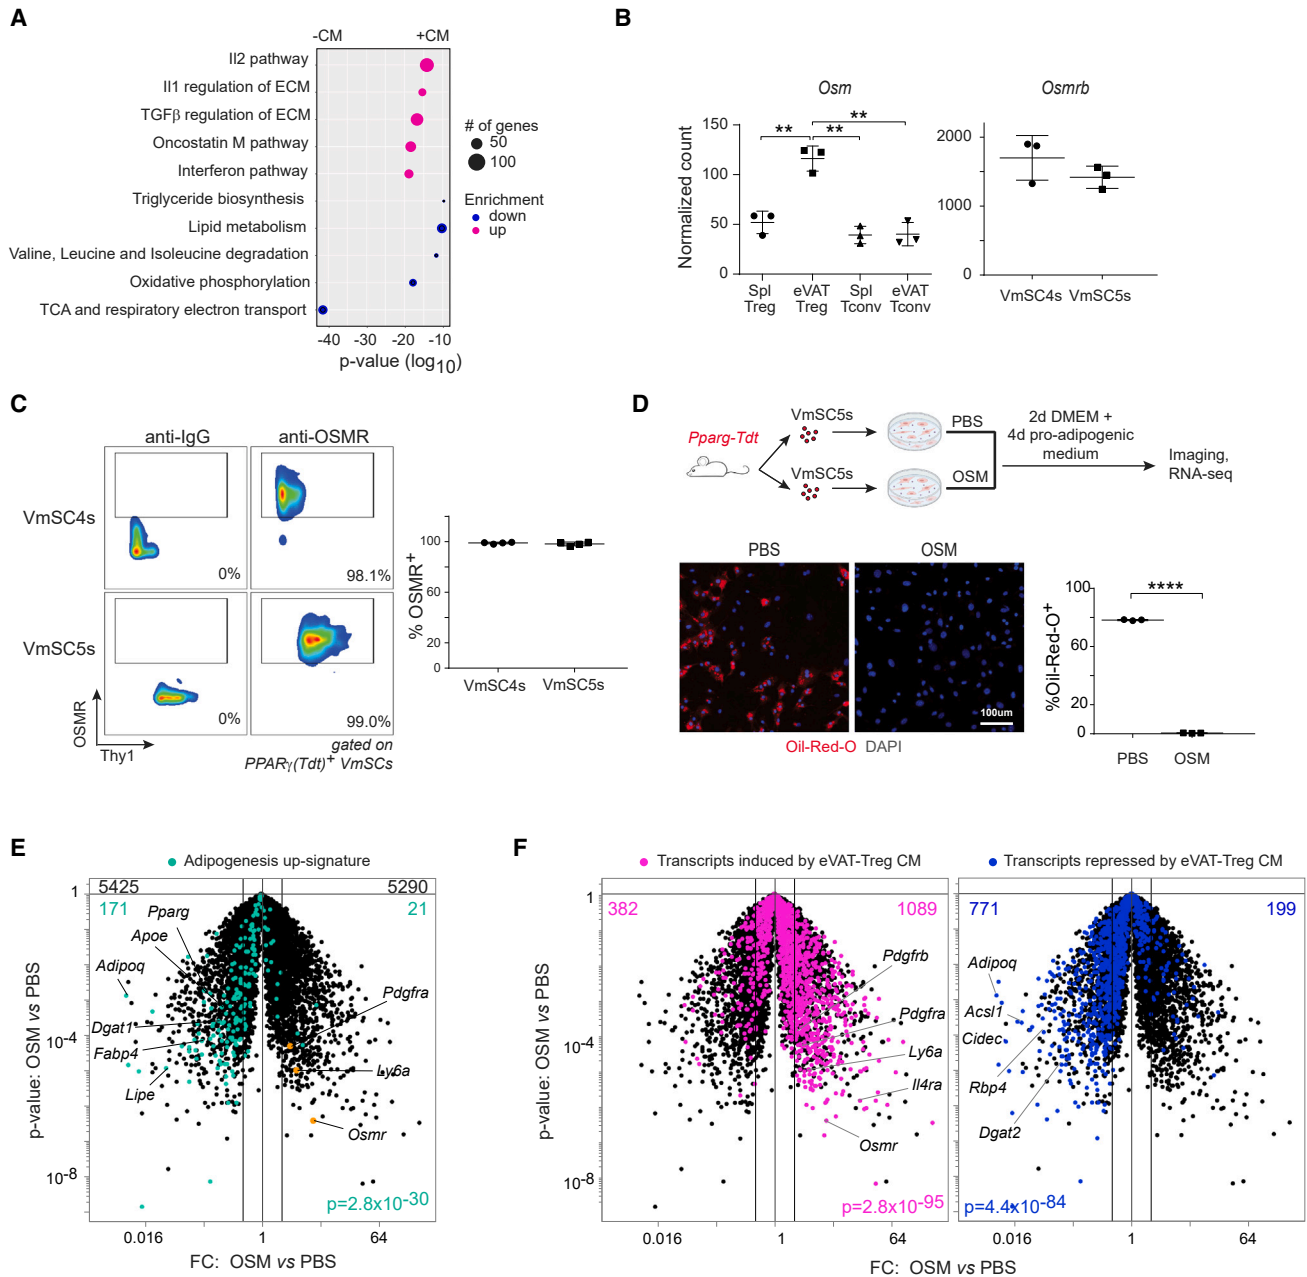 A
-CM +CM
Il2 pathway
Il1 regulation of ECM
TGFβ regulation of ECM
Oncostatin M pathway
Interferon pathway
Triglyceride biosynthesis
Lipid metabolism
Valine, Leucine and Isoleucine degradation
Oxidative phosphorylation
TCA and respiratory electron transport
-40 -30 -20 -10
p-value (log10)
# of genes
50
100
Enrichment
down
up
B
Osm
Normalized count
150
100
50
0
** ** **
Spl Treg
eVAT Treg
Spl Tconv
eVAT Tconv
Osmrb
2000
1000
0
VmSC4s VmSC5s
C
anti-IgG anti-OSMR
VmSC4s
0% 98.1%
VmSC5s
0% 99.0%
OSMR
Thy1
gated on
PPARγ(Tdt)+ VmSCs
% OSMR+
100
60
20
0
VmSC4s VmSC5s
D
Pparg-Tdt
VmSC5s
VmSC5s
PBS
OSM
2d DMEM +
4d pro-adipogenic
medium
Imaging,
RNA-seq
PBS OSM
100um
Oil-Red-O DAPI
%Oil-Red-O+
100
60
20
0
****
PBS OSM
E
Adipogenesis up-signature
5425 5290
171 21
Pparg
Apoe
Adipoq
Dgat1
Fabp4
Lipe
Pdgfra
Ly6a
Osmr
p=2.8x10-30
p-value: OSM vs PBS
1
10-4
10-8
0.016 1 64
FC: OSM vs PBS
F
Transcripts induced by eVAT-Treg CM
382 1089
Pdgfrb
Pdgfra
Ly6a
Il4ra
Osmr
p=2.8x10-95
p-value: OSM vs PBS
1
10-4
10-8
0.016 1 64
Transcripts repressed by eVAT-Treg CM
771 199
Adipoq
Acsl1
Cidec
Rbp4
Dgat2
p=4.4x10-84
0.016 1 64
FC: OSM vs PBS